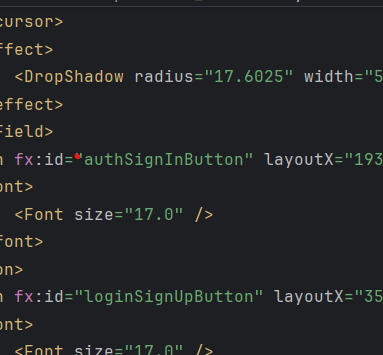 cursor>
ffect>
<DropShadow radius="17.6025" width="5
effect>
Field>
n fx:id="authSignInButton" layoutX="193
ont>
<Font size="17.0" />
font>
on>
n fx:id="loginSignUpButton" layoutX="35
ont>
<Font size="17.0" />